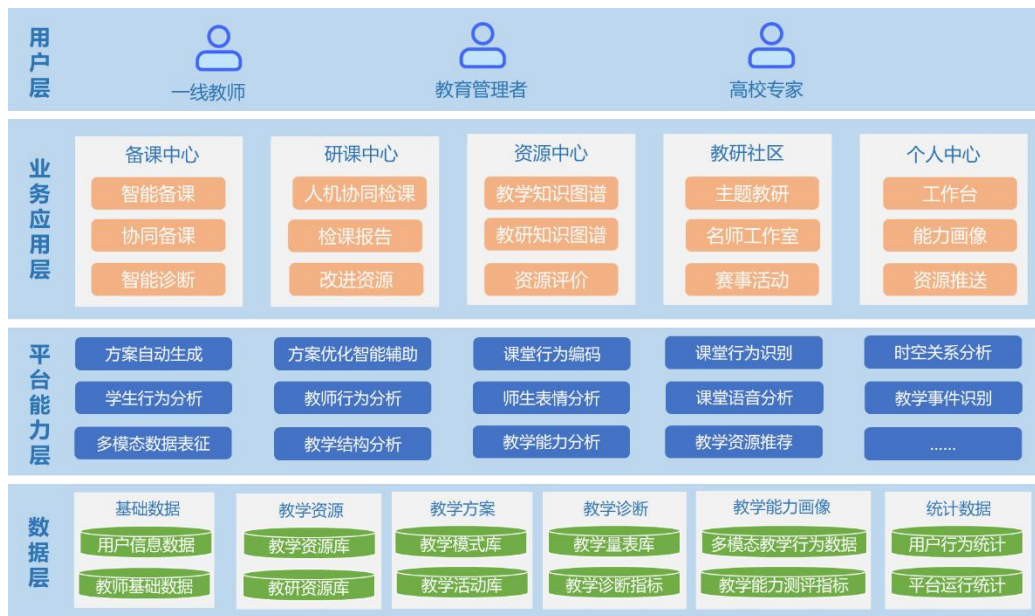 用户层
一线教师
教育管理者
高校专家
业务应用层
备课中心
智能备课
协同备课
智能诊断
研课中心
人机协同检课
检课报告
改进资源
资源中心
教学知识图谱
教研知识图谱
资源评价
教研社区
主题教研
名师工作室
赛事活动
个人中心
工作台
能力画像
资源推送
平台能力层
方案自动生成
方案优化智能辅助
课堂行为编码
课堂行为识别
时空关系分析
学生行为分析
教师行为分析
师生表情分析
课堂语音分析
教学事件识别
多模态数据表征
教学结构分析
教学能力分析
教学资源推荐
......
数据层
基础数据
用户信息数据
教师基础数据
教学资源
教学资源库
教研资源库
教学方案
教学模式库
教学活动库
教学诊断
教学量表库
教学诊断指标
教学能力画像
多模态教学行为数据
教学能力测评指标
统计数据
用户行为统计
平台运行统计